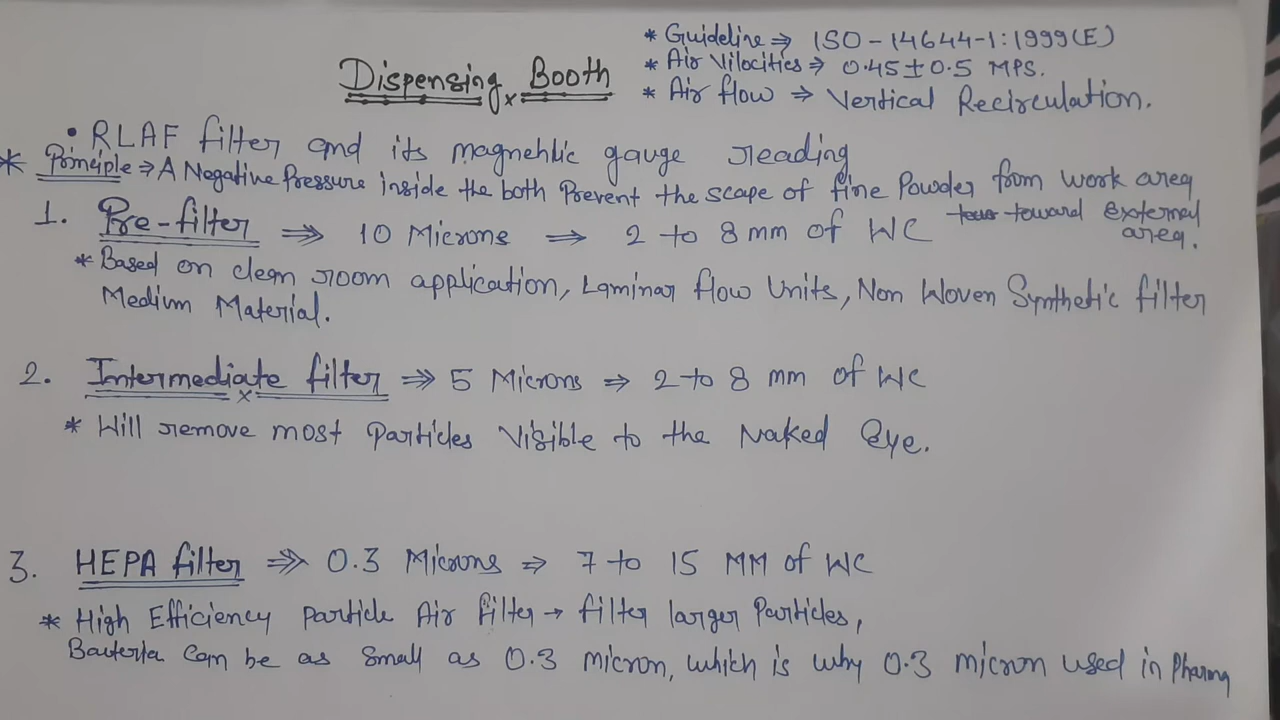 Dispensing Booth
* Guideline ⇒ ISO-14644-1:1999(E)
* Air Vilocities ⇒ 0.45±0.5 MPS.
* Air flow ⇒ Vertical Recirculation.
• RLAF filter and its magnehlic gauge reading
* Principle ⇒ A Negative Pressure inside the both Prevent the scape of fine Powder from work area
toward external
area.
1. Pre-filter ⇒ 10 Microns ⇒ 2 to 8 mm of WC
* Based on clean room application, Laminar flow Units, Non Woven Synthetic filter
Medium Material.
2. Intermediate filter ⇒ 5 Microns ⇒ 2 to 8 mm of WC
* Will remove most Particles Visible to the Naked Eye.
3. HEPA filter ⇒ 0.3 Microns ⇒ 7 to 15 MM of WC
* High Efficiency Particle Air Filter → filter larger Particles,
Bacteria Can be as Small as 0.3 micron, which is why 0.3 micron used in Pharma